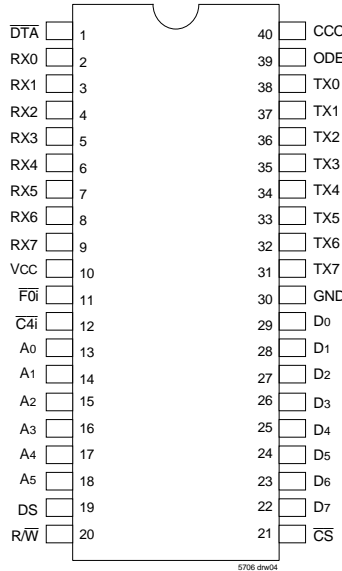 D̅T̅A̅ 1 40 CCO
RX0 2 39 ODE
RX1 3 38 TX0
RX2 4 37 TX1
RX3 5 36 TX2
RX4 6 35 TX3
RX5 7 34 TX4
RX6 8 33 TX5
RX7 9 32 TX6
VCC 10 31 TX7
F̅0̅i̅ 11 30 GND
C̅4̅i̅ 12 29 D0
A0 13 28 D1
A1 14 27 D2
A2 15 26 D3
A3 16 25 D4
A4 17 24 D5
A5 18 23 D6
DS 19 22 D7
R/W̅ 20 21 C̅S̅
5706 drw04